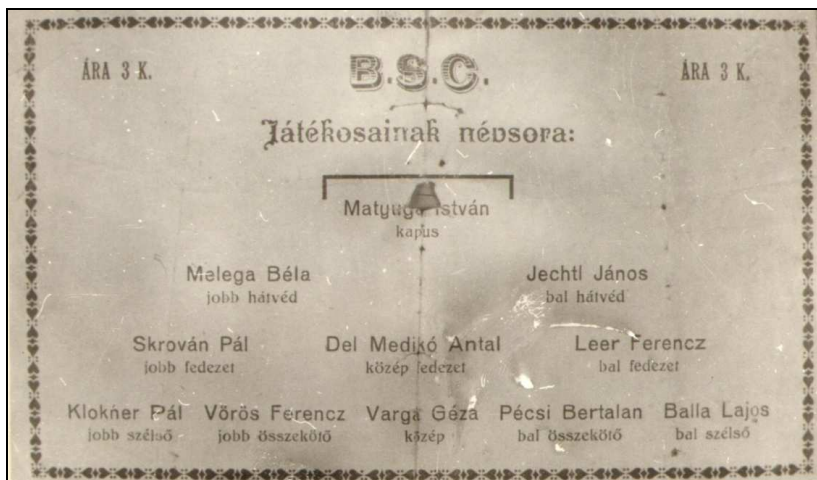 ÁRA 3 K. B.S.C. ÁRA 3 K.
Játékosainak névsora:
Matyuga István
kapus
Melega Béla Jechtl János
jobb hátvéd bal hátvéd
Skrován Pál Del Medikó Antal Leer Ferencz
jobb fedezet közép fedezet bal fedezet
Klokner Pál Vörös Ferencz Varga Géza Pécsi Bertalan Balla Lajos
jobb szélső jobb összekötő közép bal összekötő bal szélső